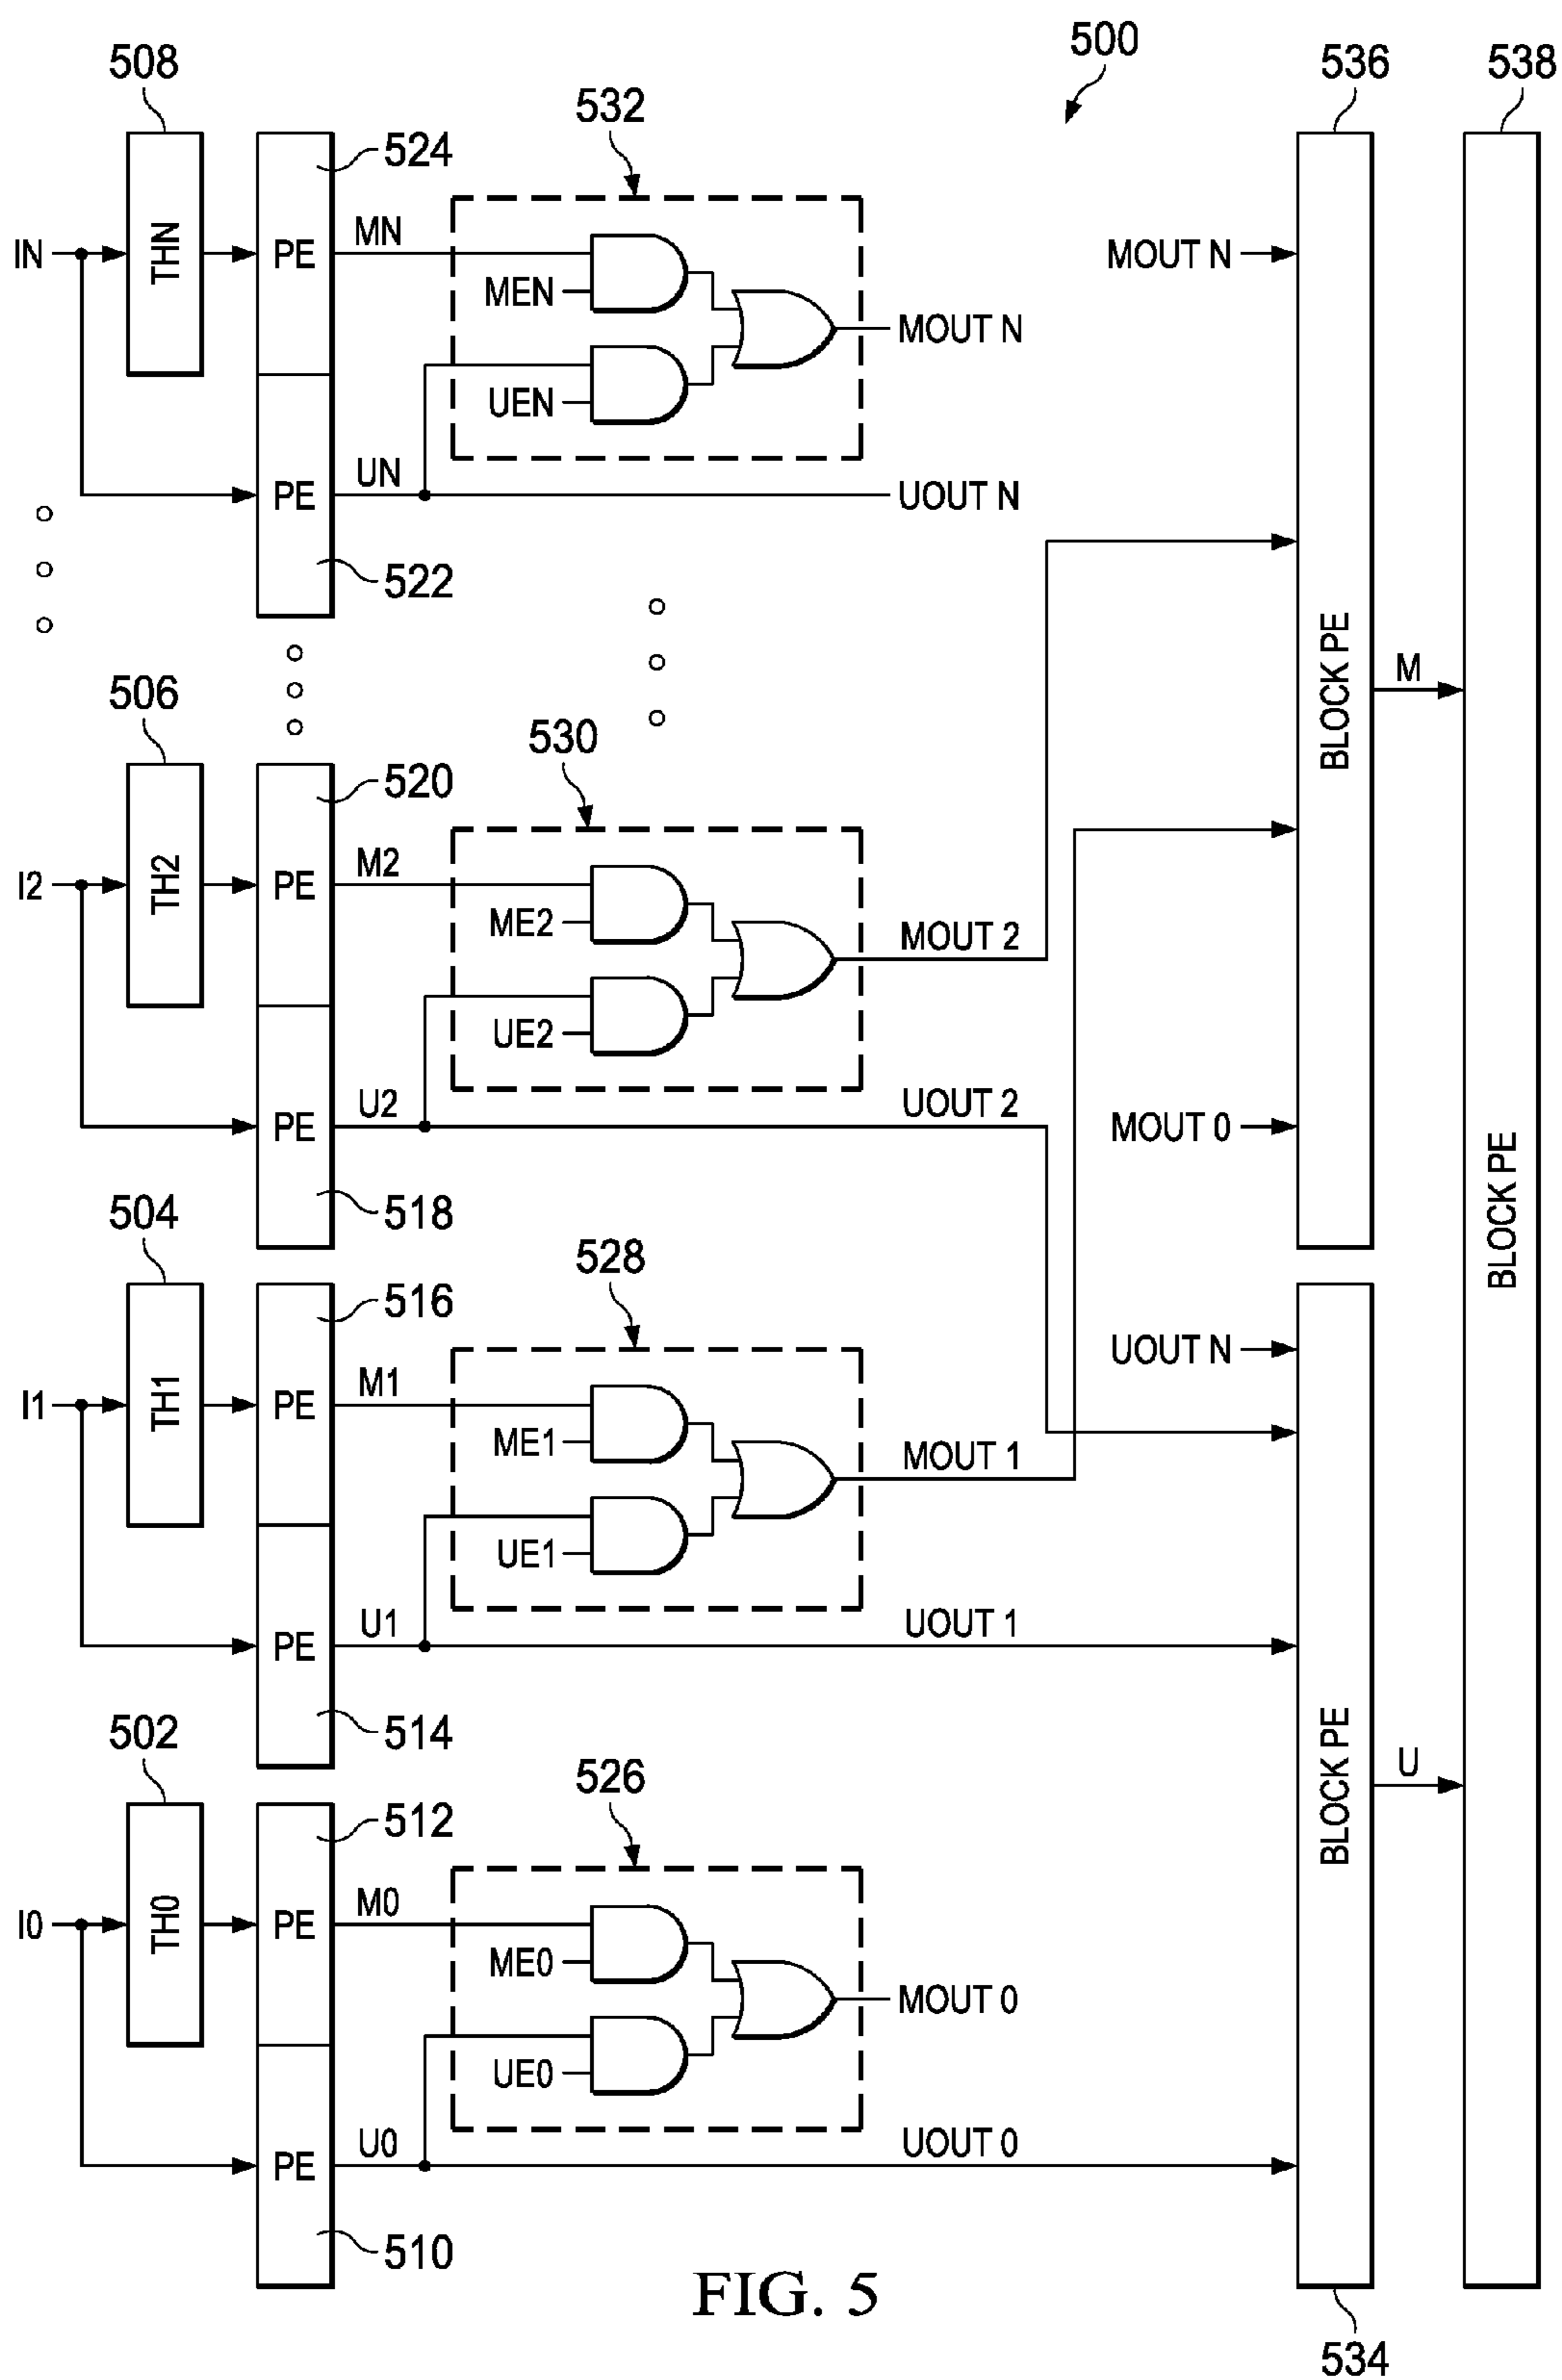 500
508
536
538
532
524
THN
IN
PE
MN
MEN
MOUT N
MOUT N
UEN
UN
PE
UOUT N
522
BLOCK PE
M
506
530
520
TH2
I2
PE
M2
ME2
MOUT 2
UE2
U2
UOUT 2
PE
MOUT 0
BLOCK PE
504
518
528
516
UOUT N
TH1
I1
PE
M1
ME1
MOUT 1
UE1
U1
UOUT 1
PE
502
514
BLOCK PE
U
526
512
TH0
I0
PE
M0
ME0
MOUT 0
UE0
U0
UOUT 0
PE
510
FIG. 5
534